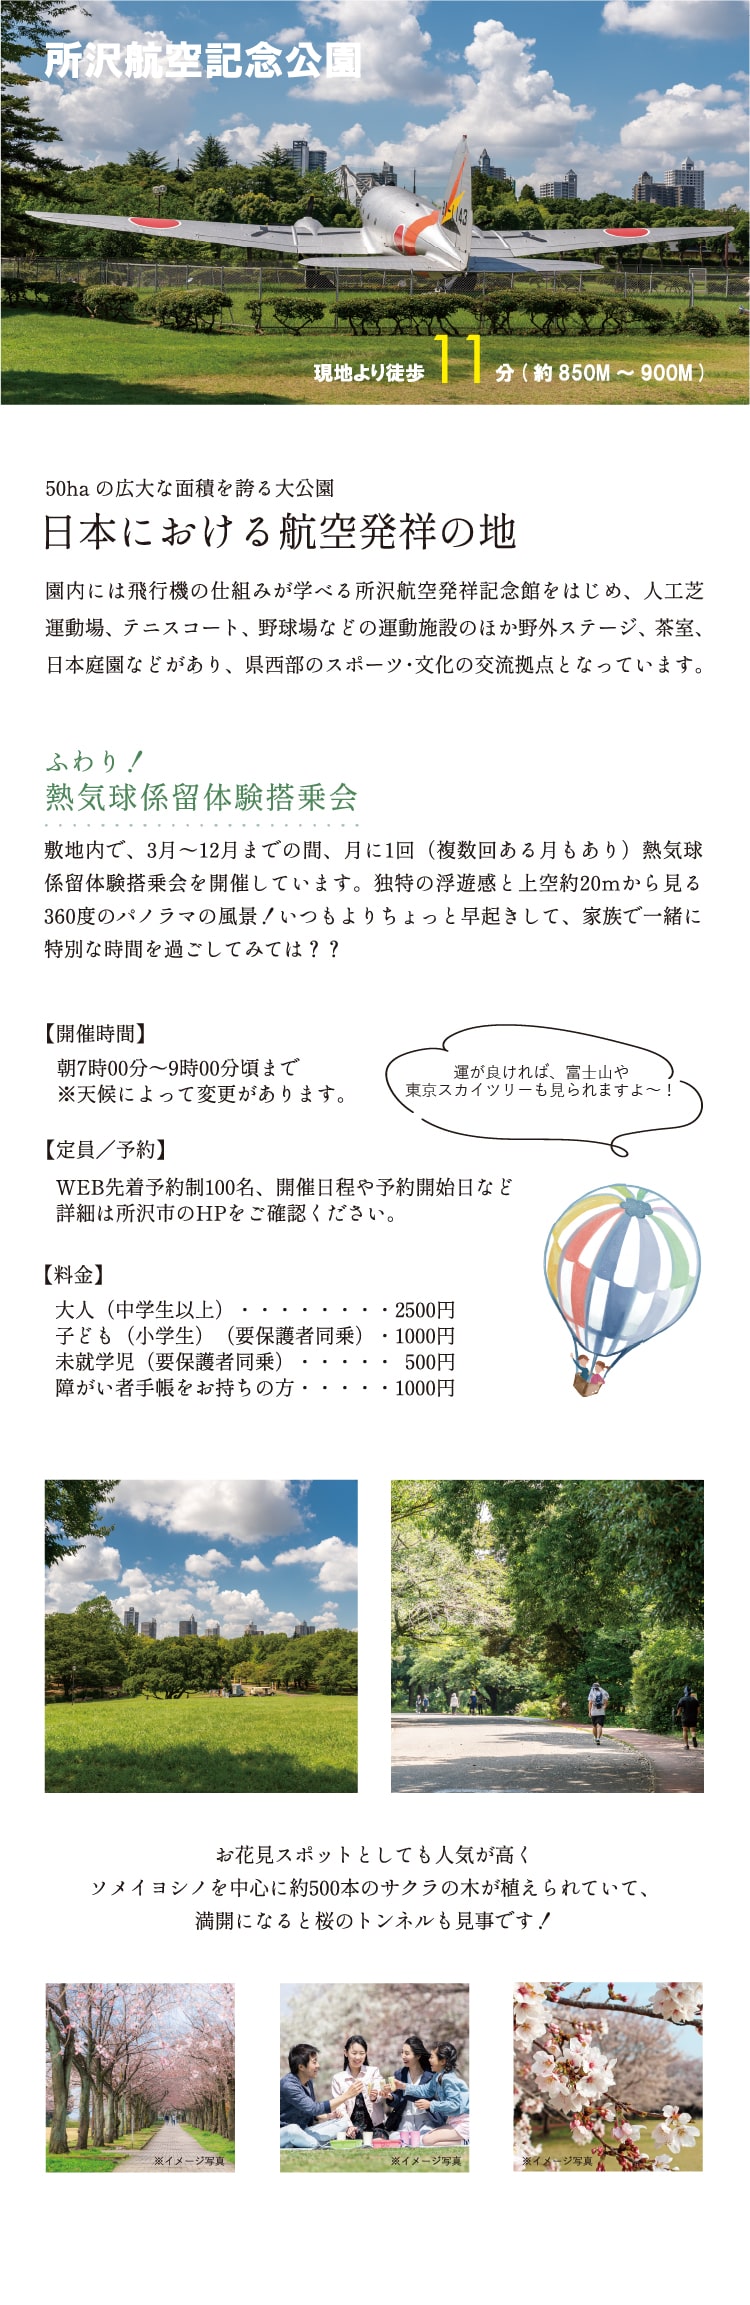 所沢航空記念公園
現地より徒歩 11 分 ( 約 850M ～ 900M )
50ha の広大な面積を誇る大公園
日本における航空発祥の地
園内には飛行機の仕組みが学べる所沢航空発祥記念館をはじめ、人工芝
運動場、テニスコート、野球場などの運動施設のほか野外ステージ、茶室、
日本庭園などがあり、県西部のスポーツ・文化の交流拠点となっています。
ふわり！
熱気球係留体験搭乗会
敷地内で、3月～12月までの間、月に1回（複数回ある月もあり）熱気球
係留体験搭乗会を開催しています。独特の浮遊感と上空約20mから見る
360度のパノラマの風景！いつもよりちょっと早起きして、家族で一緒に
特別な時間を過ごしてみては？？
【開催時間】
朝7時00分～9時00分頃まで
※天候によって変更があります。
運が良ければ、富士山や
東京スカイツリーも見られますよ～！
【定員／予約】
WEB先着予約制100名、開催日程や予約開始日など
詳細は所沢市のHPをご確認ください。
【料金】
大人（中学生以上）・・・・・・・・2500円
子ども（小学生）（要保護者同乗）・1000円
未就学児（要保護者同乗）・・・・・ 500円
障がい者手帳をお持ちの方・・・・・1000円
お花見スポットとしても人気が高く
ソメイヨシノを中心に約500本のサクラの木が植えられていて、
満開になると桜のトンネルも見事です！
※イメージ写真
※イメージ写真
※イメージ写真